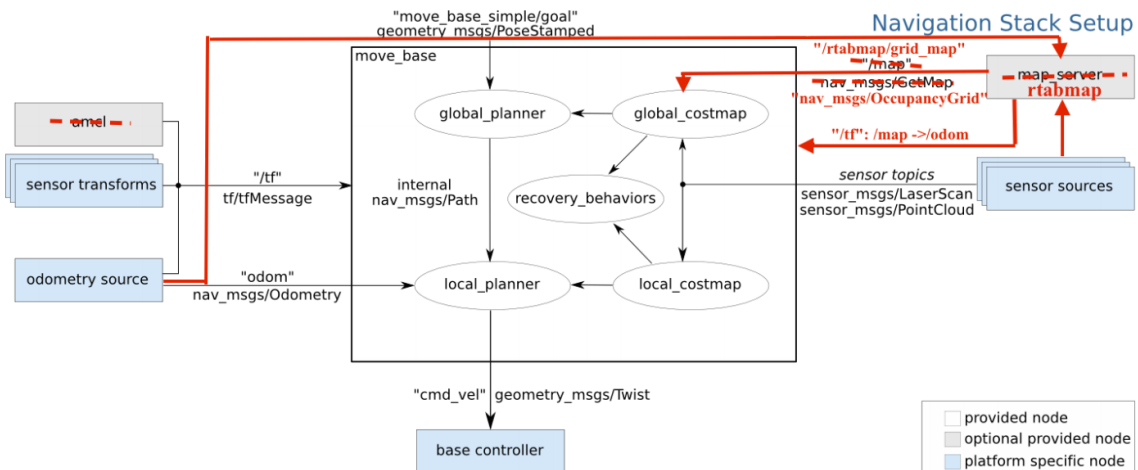 "move_base_simple/goal"
geometry_msgs/PoseStamped
Navigation Stack Setup
move_base
"/rtabmap/grid_map"
"/map"
nav_msgs/GetMap
"nav_msgs/OccupancyGrid"
map_server
rtabmap
"/tf": /map ->/odom
amcl
global_planner
global_costmap
sensor transforms
"/tf"
tf/tfMessage
internal
nav_msgs/Path
recovery_behaviors
sensor topics
sensor_msgs/LaserScan
sensor_msgs/PointCloud
sensor sources
odometry source
"odom"
nav_msgs/Odometry
local_planner
local_costmap
"cmd_vel"
geometry_msgs/Twist
base controller
provided node
optional provided node
platform specific node